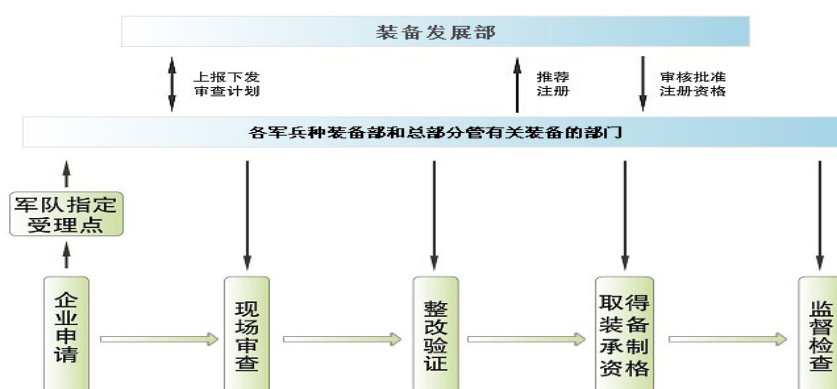 装备发展部
上报下发
审查计划
推荐
注册
审核批准
注册资格
各军兵种装备部和总部分管有关装备的部门
军队指定
受理点
企业申请
现场审查
整改验证
取得
装备
承制
资格
监督检查